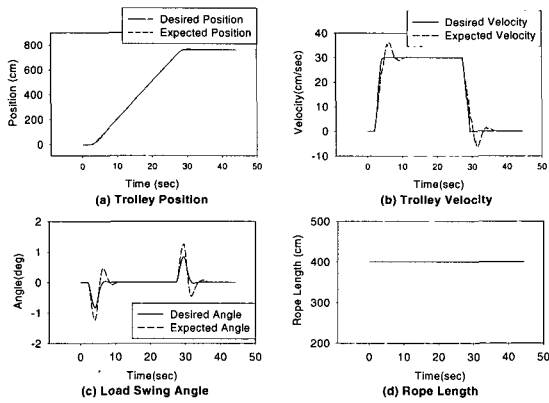 Desired Position
Expected Position
800
600
400
200
0
Position (cm)
0 10 20 30 40 50
Time (sec)
(a) Trolley Position
Desired Velocity
Expected Velocity
40
30
20
10
0
-10
Velocity(cm/sec)
0 10 20 30 40 50
Time(sec)
(b) Trolley Velocity
2
1
0
-1
-2
Angle(deg)
Desired Angle
Expected Angle
0 10 20 30 40 50
Time(sec)
(c) Load Swing Angle
500
400
300
200
Rope Length (cm)
0 10 20 30 40 50
Time(sec)
(d) Rope Length